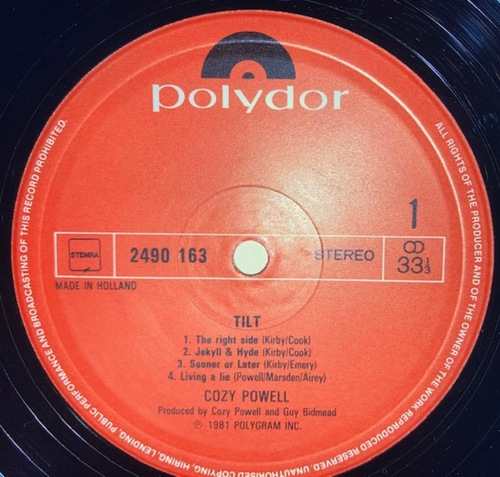 polydor
1
STEMRA
2490 163
STEREO
33⅓
MADE IN HOLLAND
TILT
1. The right side (Kirby/Cook)
2. Jekyll & Hyde (Kirby/Cook)
3. Sooner or Later (Kirby/Emery)
4. Living a lie (Powell/Marsden/Airey)
COZY POWELL
Produced by Cozy Powell and Guy Bidmead
℗ 1981 POLYGRAM INC.
ALL RIGHTS OF THE PRODUCER AND OF THE OWNER OF THE WORK REPRODUCED RESERVED. UNAUTHORISED COPYING, HIRING, LENDING, PUBLIC PERFORMANCE AND BROADCASTING OF THIS RECORD PROHIBITED.